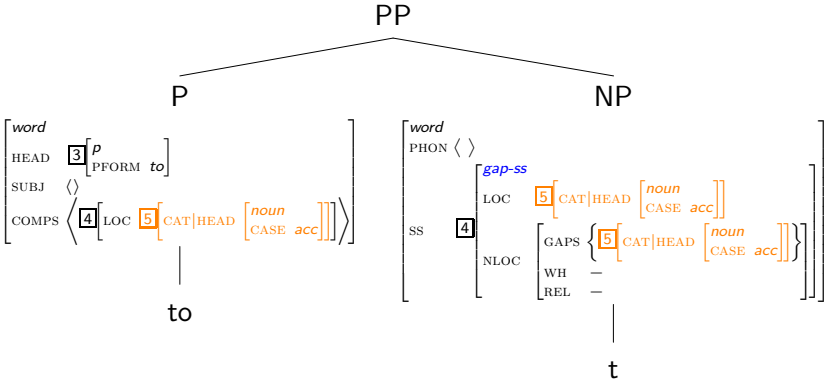 PP
P NP
word
HEAD 3 [p
PFORM to]
SUBJ ⟨⟩
COMPS ⟨ 4 [LOC 5 [CAT|HEAD [noun
CASE acc]]] ⟩
to
word
PHON ⟨ ⟩
gap-ss
LOC 5 [CAT|HEAD [noun
CASE acc]]
SS 4
NLOC [GAPS { 5 [CAT|HEAD [noun
CASE acc]] }
WH –
REL –]
t